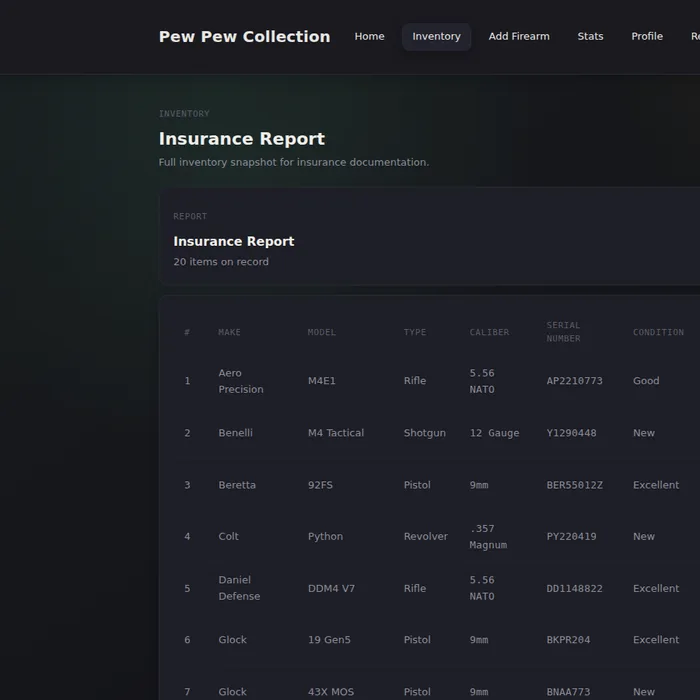 Pew Pew Collection Home Inventory Add Firearm Stats Profile
INVENTORY
Insurance Report
Full inventory snapshot for insurance documentation.
REPORT
Insurance Report
20 items on record
# MAKE MODEL TYPE CALIBER SERIAL NUMBER CONDITION
1 Aero Precision M4E1 Rifle 5.56 NATO AP2210773 Good
2 Benelli M4 Tactical Shotgun 12 Gauge Y1290448 New
3 Beretta 92FS Pistol 9mm BER55012Z Excellent
4 Colt Python Revolver .357 Magnum PY220419 New
5 Daniel Defense DDM4 V7 Rifle 5.56 NATO DD1148822 Excellent
6 Glock 19 Gen5 Pistol 9mm BKPR204 Excellent
7 Glock 43X MOS Pistol 9mm BNAA773 New